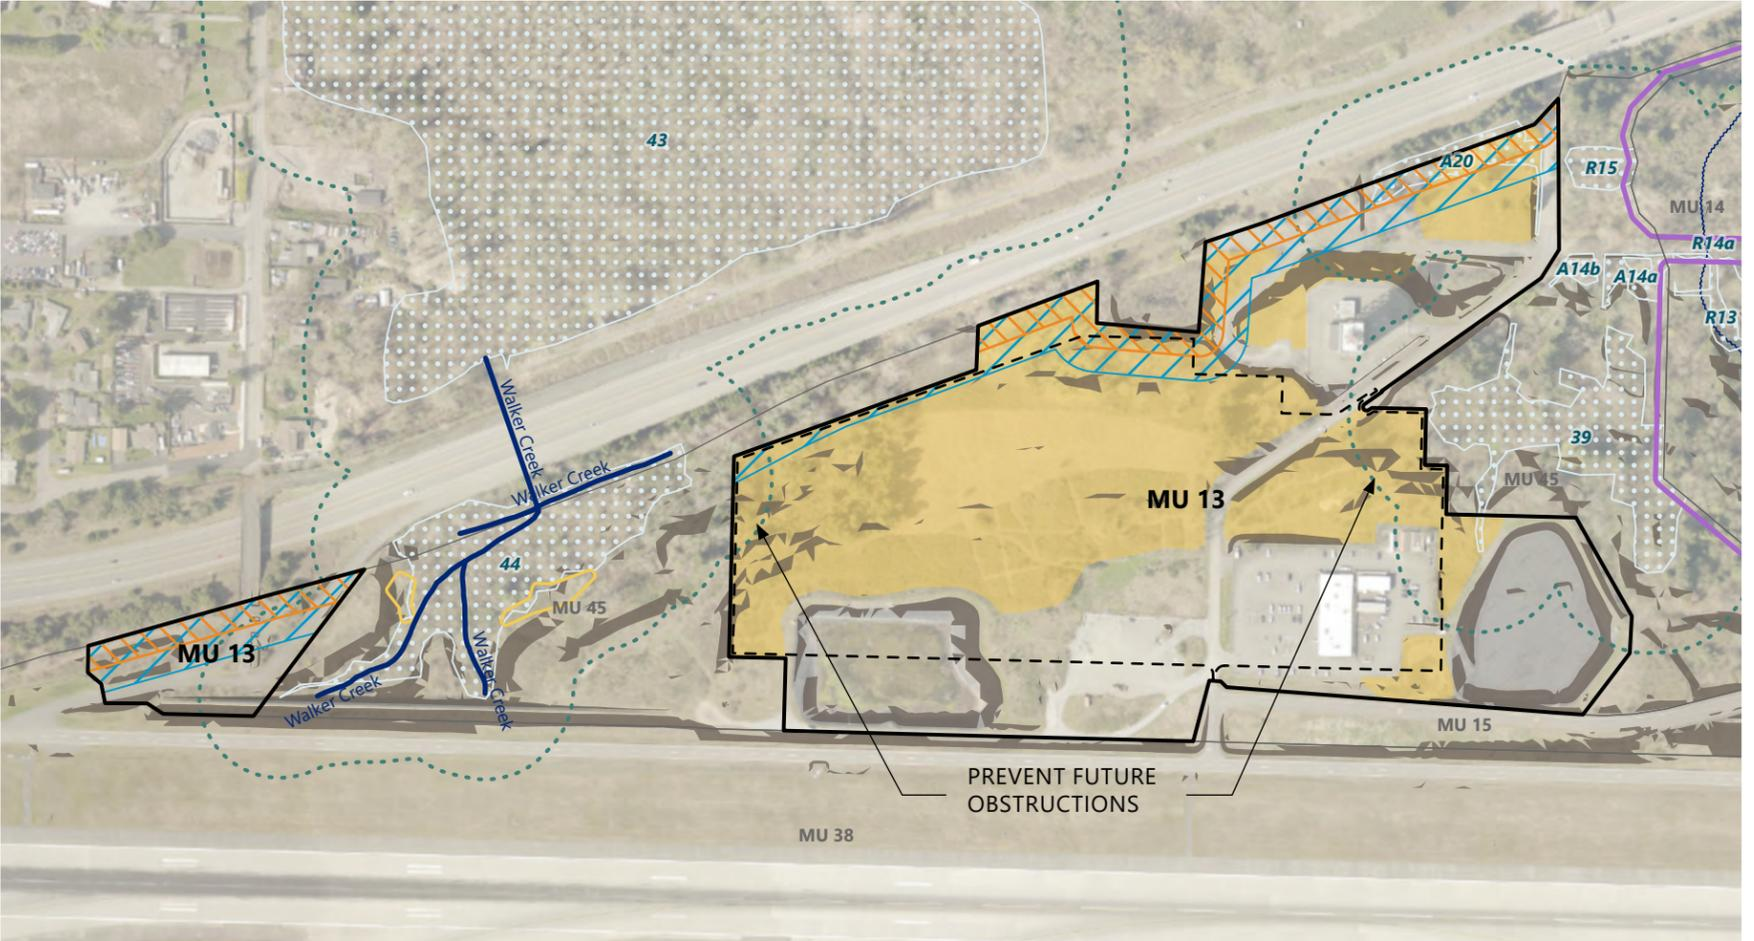 43
A20
R15
MU 14
R14a
A14b
A14a
R13
Walker Creek
Walker Creek
39
MU 45
MU 13
44
MU 45
MU 13
Walker Creek
Walker Creek
MU 15
PREVENT FUTURE
OBSTRUCTIONS
MU 38